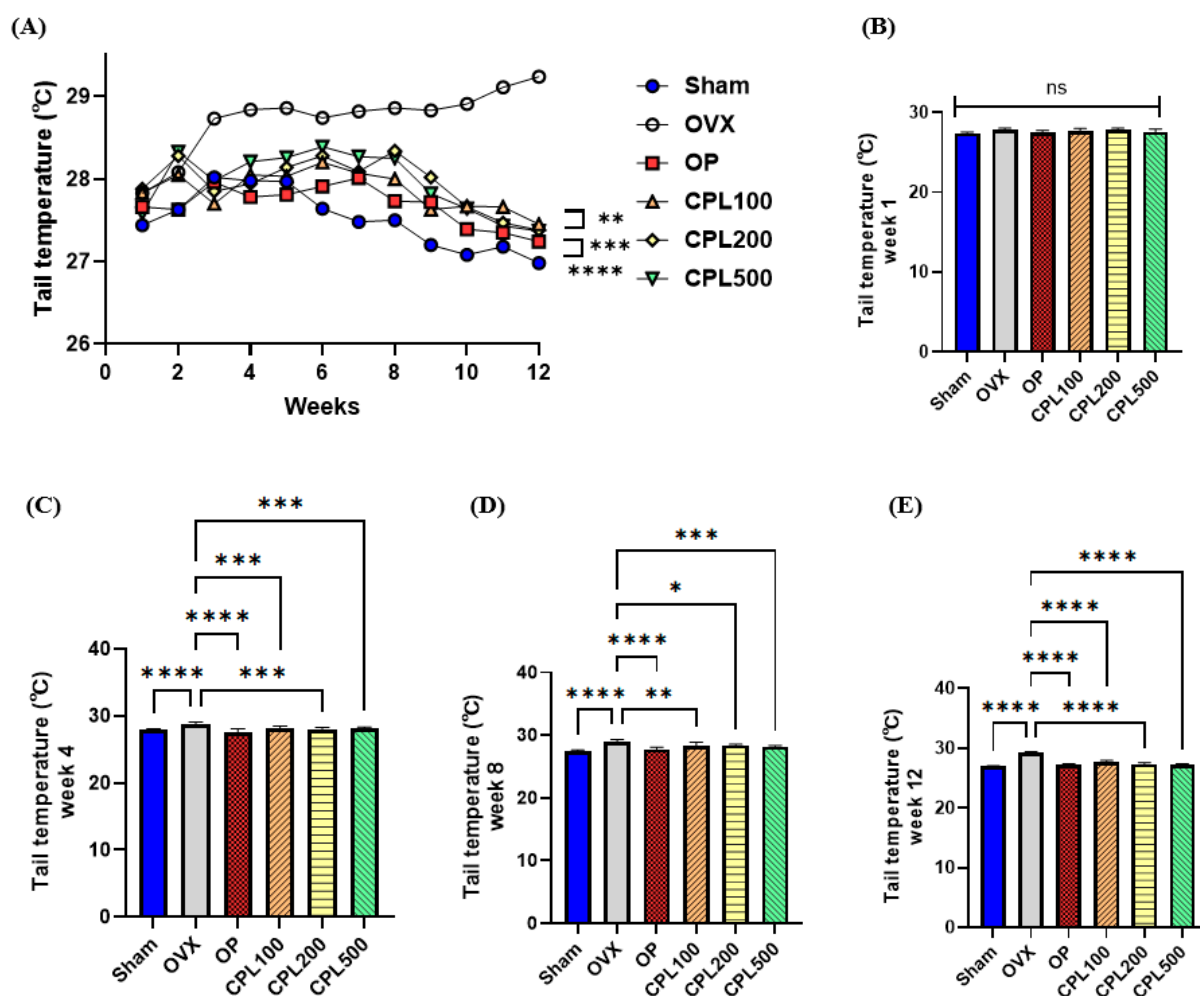 (A)
Tail temperature (°C)
29
28
27
26
0
2
4
6
8
10
12
Weeks
**
***
****
Sham
OVX
OP
CPL100
CPL200
CPL500
(B)
ns
Tail temperature (°C)
week 1
30
20
10
0
Sham
OVX
OP
CPL100
CPL200
CPL500
(C)
***
***
****
**** ***
Tail temperature (°C)
week 4
40
30
20
10
0
Sham
OVX
OP
CPL100
CPL200
CPL500
(D)
***
*
****
**** **
Tail temperature (°C)
week 8
40
30
20
10
0
Sham
OVX
OP
CPL100
CPL200
CPL500
(E)
****
****
****
**** ****
Tail temperature (°C)
week 12
40
30
20
10
0
Sham
OVX
OP
CPL100
CPL200
CPL500